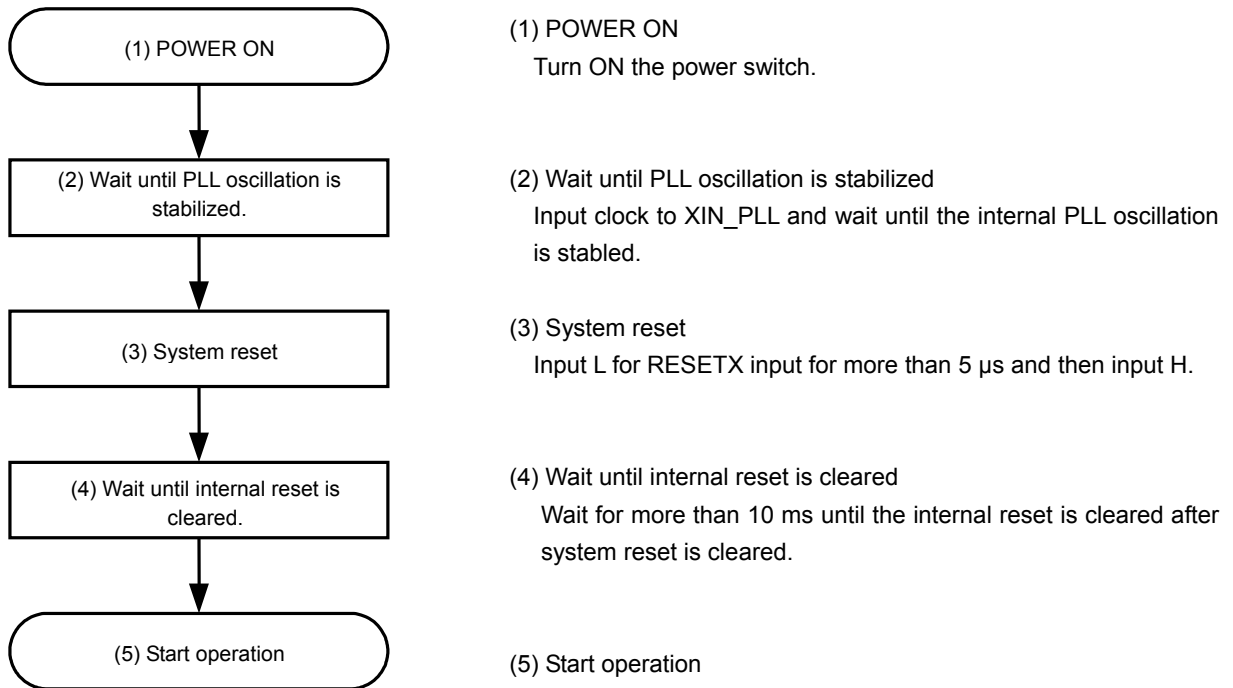 (1) POWER ON
(1) POWER ON
Turn ON the power switch.
(2) Wait until PLL oscillation is
stabilized.
(2) Wait until PLL oscillation is stabilized
Input clock to XIN_PLL and wait until the internal PLL oscillation
is stabled.
(3) System reset
(3) System reset
Input L for RESETX input for more than 5 µs and then input H.
(4) Wait until internal reset is
cleared.
(4) Wait until internal reset is cleared
Wait for more than 10 ms until the internal reset is cleared after
system reset is cleared.
(5) Start operation
(5) Start operation